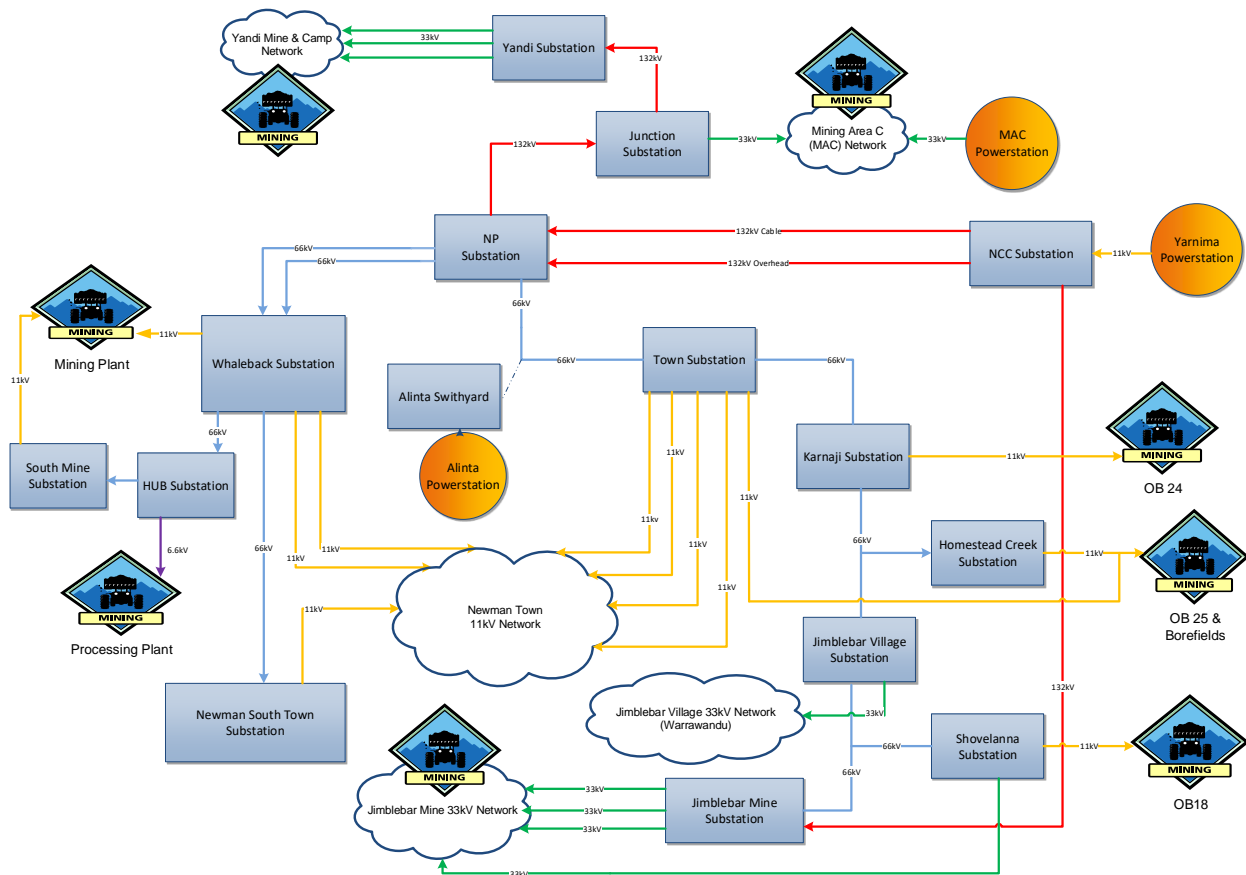 Yandi Mine & Camp
Network
33kV
Yandi Substation
132kV
MINING
MINING
Junction
Substation
132kV
33kV
Mining Area C
(MAC) Network
33kV
MAC
Powerstation
NP
Substation
132kV Cable
132kV Overhead
NCC Substation
11kV
Yarnima
Powerstation
66kV
66kV
66kV
MINING
Mining Plant
11kV
11kV
Whaleback Substation
66kV
Town Substation
66kV
Alinta Swithyard
Alinta
Powerstation
66kV
South Mine
Substation
HUB Substation
6.6kV
MINING
Processing Plant
66kV
11kV
11kV
11kV
11kv
11kV
11kV
11kV
11kV
Karnaji Substation
11kV
MINING
OB 24
66kV
Homestead Creek
Substation
11kV
MINING
OB 25 &
Borefields
Newman Town
11kV Network
11kV
Newman South Town
Substation
Jimblebar Village
Substation
33kV
Jimblebar Village 33kV Network
(Warrawandu)
132kV
66kV
66kV
Shovelanna
Substation
11kV
MINING
OB18
MINING
Jimblebar Mine 33kV Network
33kV
33kV
33kV
Jimblebar Mine
Substation
33kV